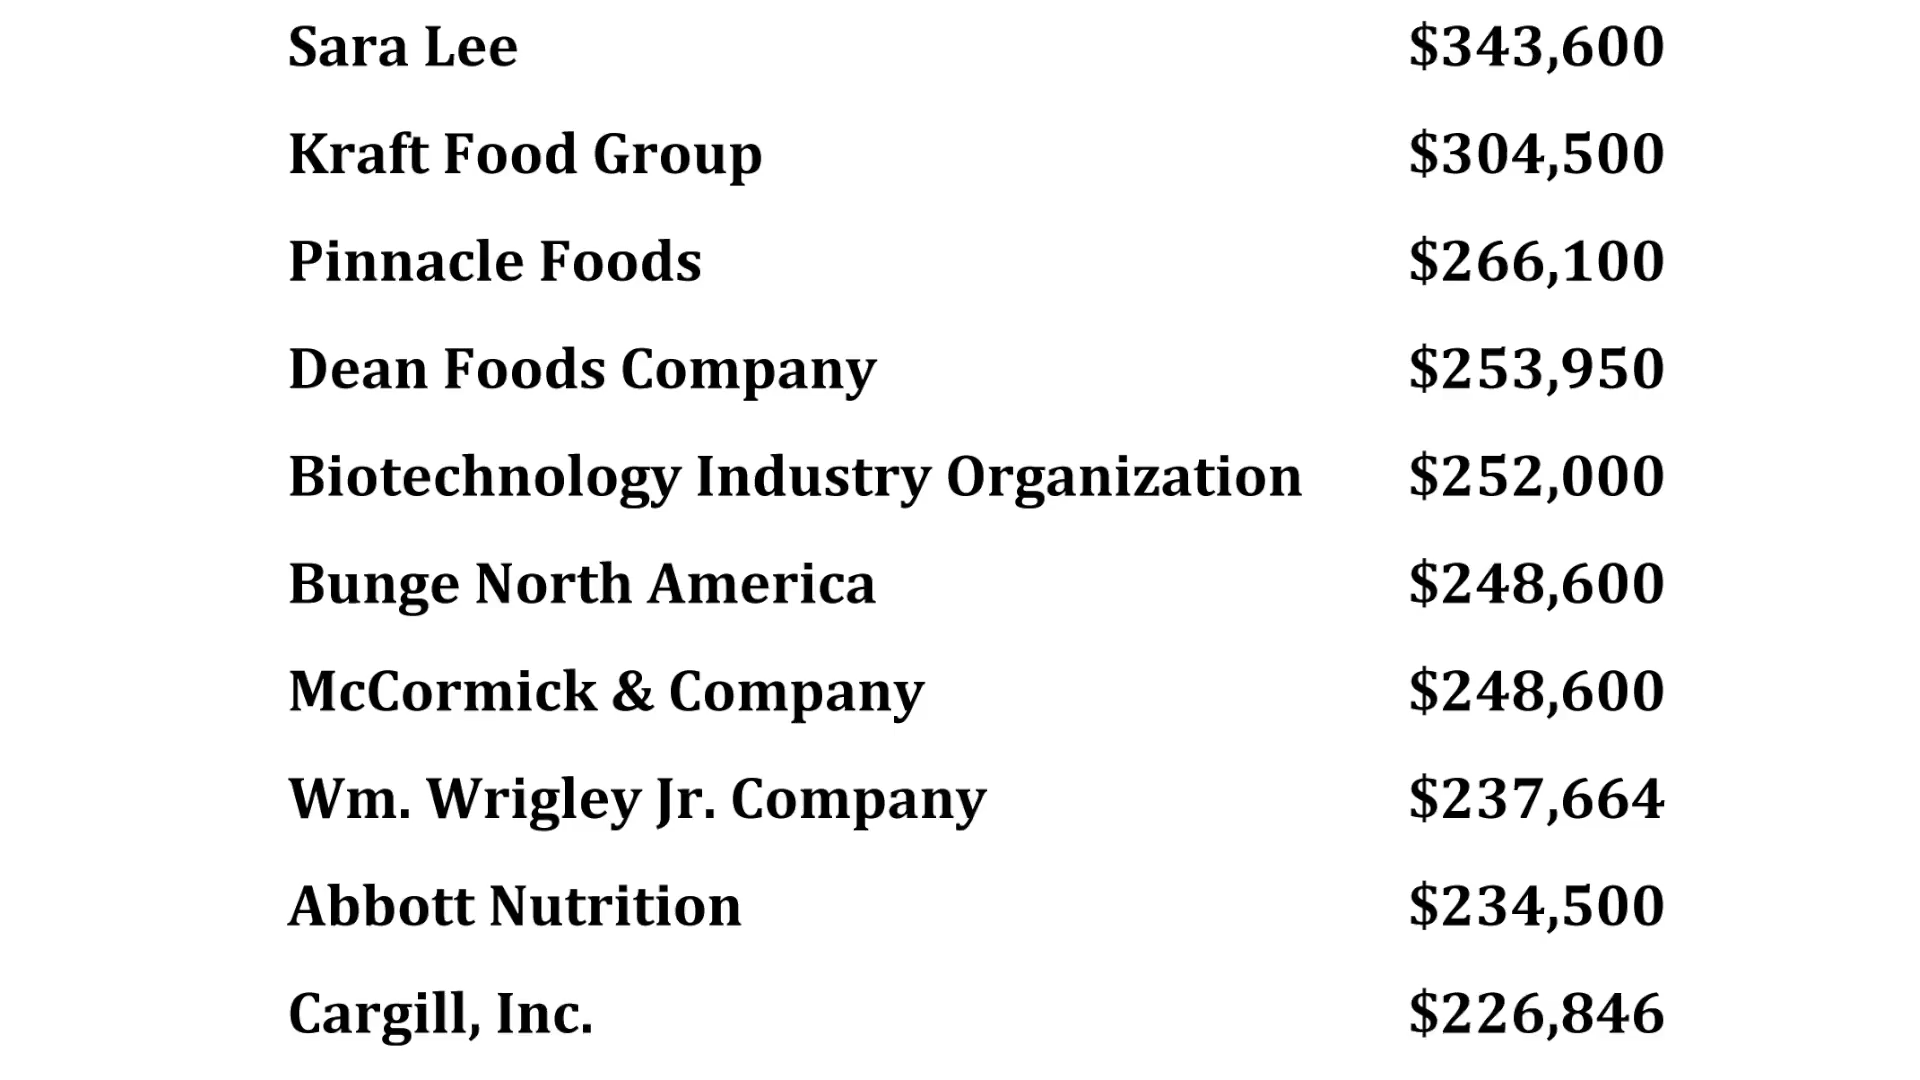 Sara Lee $343,600
Kraft Food Group $304,500
Pinnacle Foods $266,100
Dean Foods Company $253,950
Biotechnology Industry Organization $252,000
Bunge North America $248,600
McCormick & Company $248,600
Wm. Wrigley Jr. Company $237,664
Abbott Nutrition $234,500
Cargill, Inc. $226,846